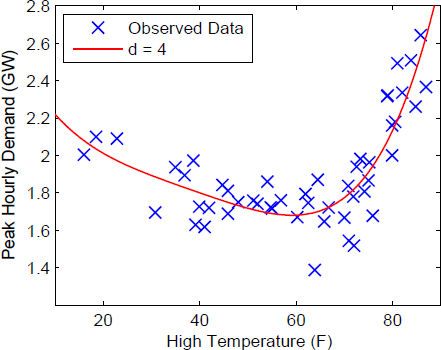 2.8
2.6
2.4
2.2
2
1.8
1.6
1.4
Peak Hourly Demand (GW)
Observed Data
d = 4
20 40 60 80
High Temperature (F)